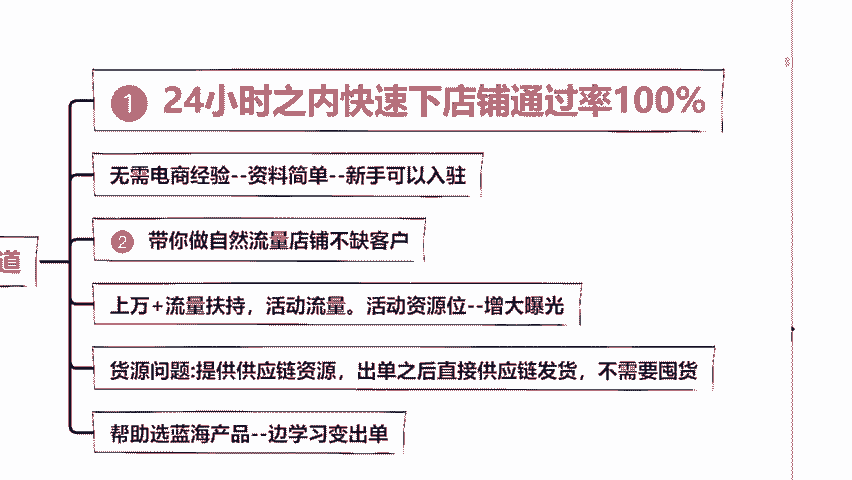 ① 24小时之内快速下店铺通过率100%
无需电商经验--资料简单--新手可以入驻
② 带你做自然流量店铺不缺客户
道
上万+流量扶持，活动流量。活动资源位--增大曝光
货源问题:提供供应链资源，出单之后直接供应链发货，不需要囤货
帮助选蓝海产品--边学习变出单